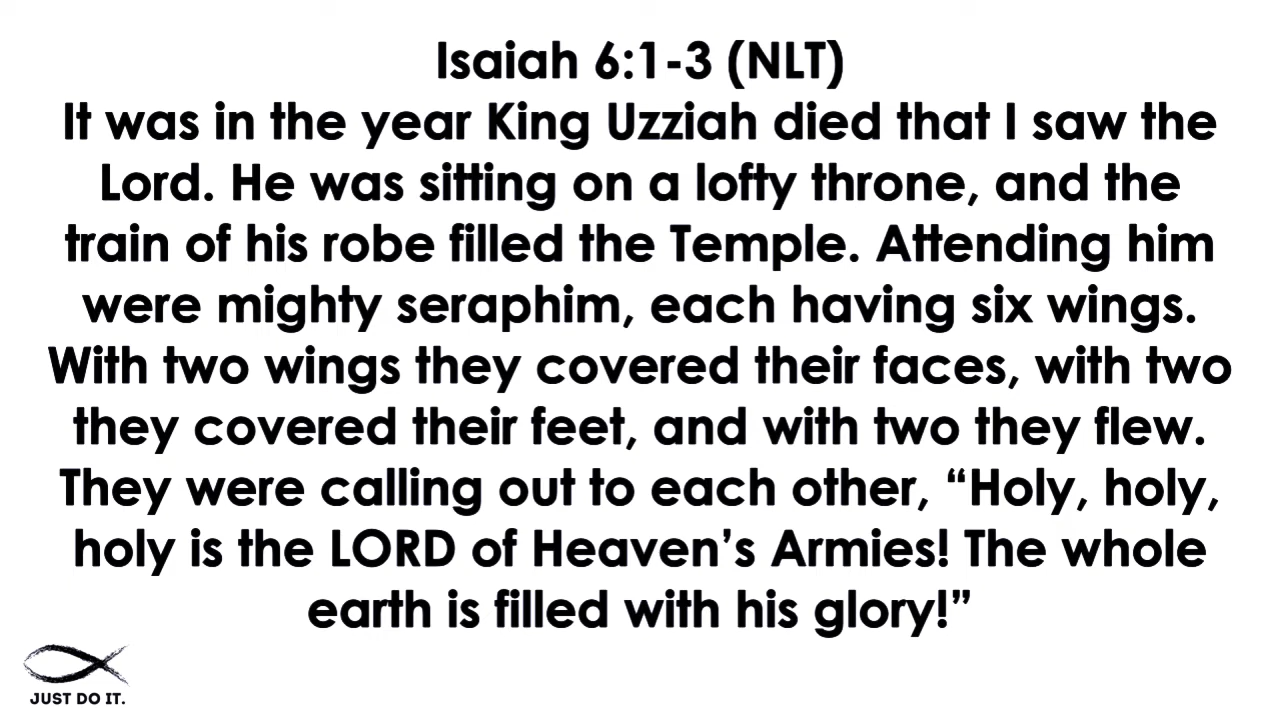 Isaiah 6:1-3 (NLT)
It was in the year King Uzziah died that I saw the
Lord. He was sitting on a lofty throne, and the
train of his robe filled the Temple. Attending him
were mighty seraphim, each having six wings.
With two wings they covered their faces, with two
they covered their feet, and with two they flew.
They were calling out to each other, “Holy, holy,
holy is the LORD of Heaven’s Armies! The whole
earth is filled with his glory!”
JUST DO IT.